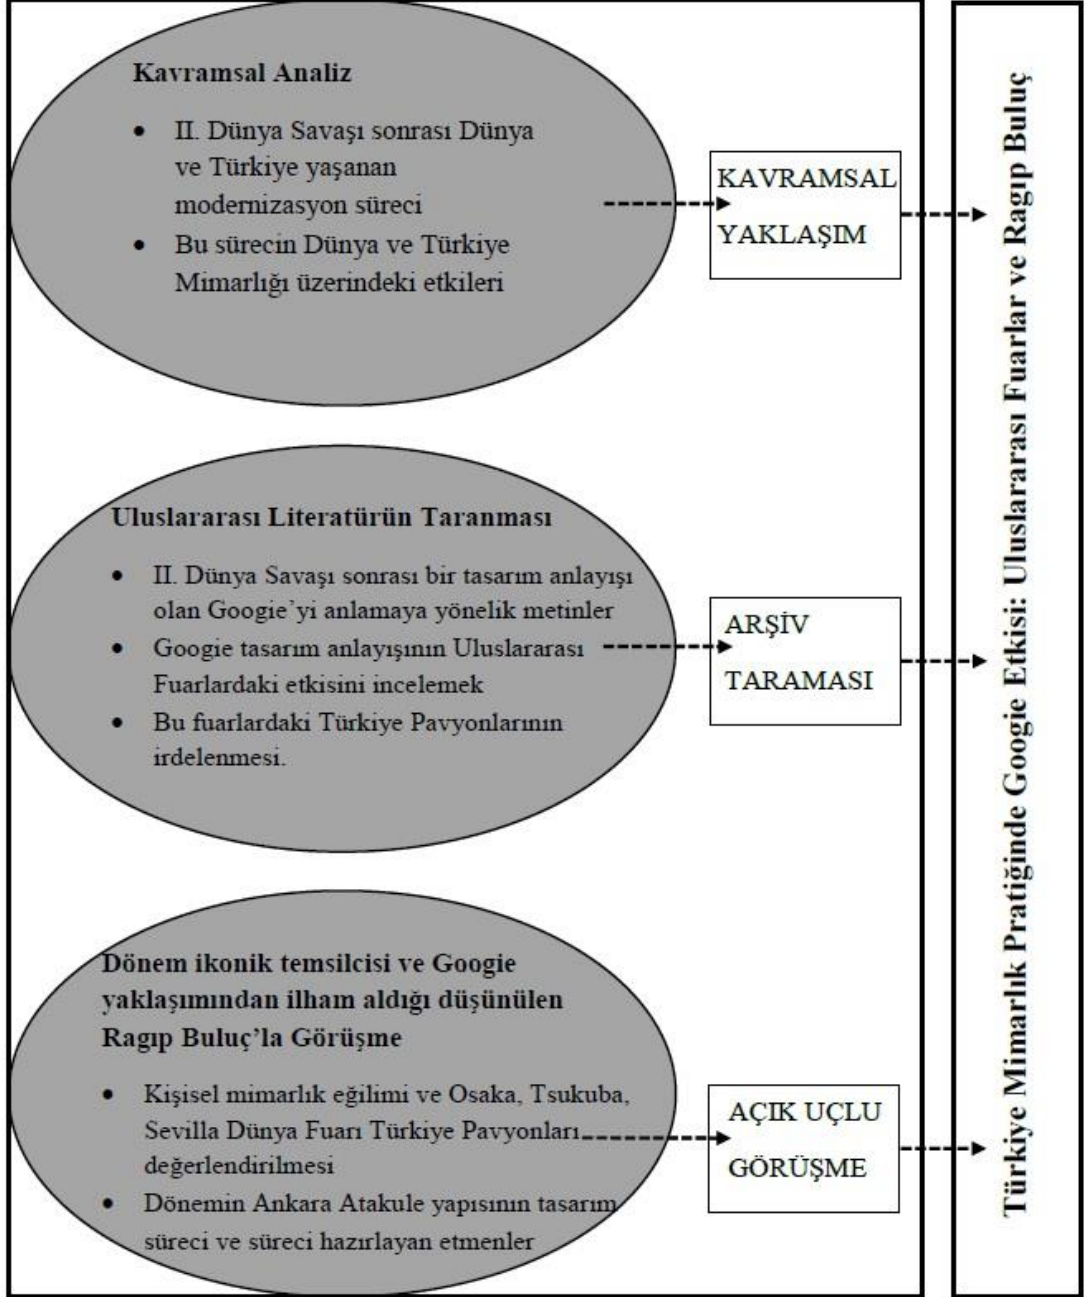 Kavramsal Analiz
• II. Dünya Savaşı sonrası Dünya
ve Türkiye yaşanan
modernizasyon süreci
• Bu sürecin Dünya ve Türkiye
Mimarlığı üzerindeki etkileri
KAVRAMSAL
YAKLAŞIM
Uluslararası Literatürün Taranması
• II. Dünya Savaşı sonrası bir tasarım anlayışı
olan Googie’yi anlamaya yönelik metinler
• Googie tasarım anlayışının Uluslararası
Fuarlardaki etkisini incelemek
• Bu fuarlardaki Türkiye Pavyonlarının
irdelenmesi.
ARŞİV
TARAMASI
Dönem ikonik temsilcisi ve Googie
yaklaşımından ilham aldığı düşünülen
Ragıp Buluç’la Görüşme
• Kişisel mimarlık eğilimi ve Osaka, Tsukuba,
Sevilla Dünya Fuarı Türkiye Pavyonları
değerlendirilmesi
• Dönemin Ankara Atakule yapısının tasarım
süreci ve süreci hazırlayan etmenler
AÇIK UÇLU
GÖRÜŞME
Türkiye Mimarlık Pratiğinde Googie Etkisi: Uluslararası Fuarlar ve Ragıp Buluç